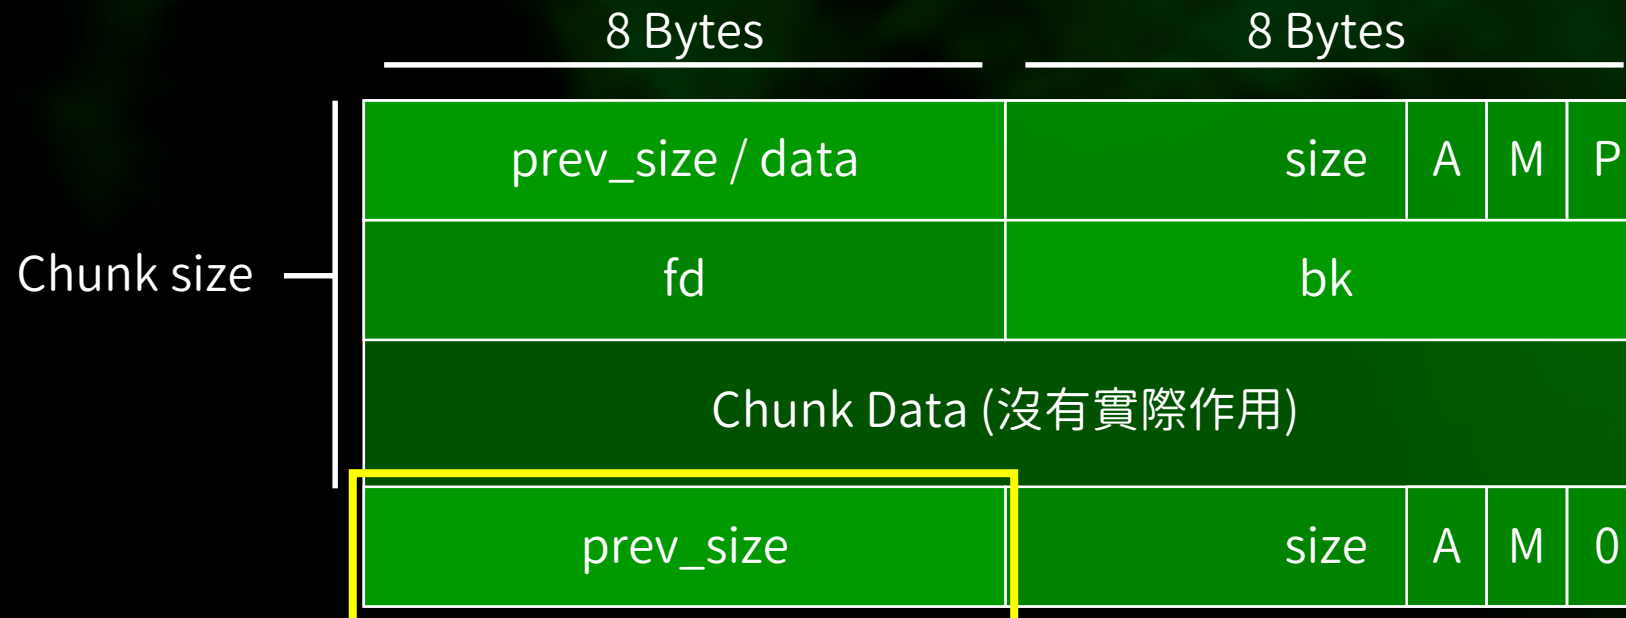 8 Bytes 8 Bytes
prev_size / data size A M P
Chunk size
fd bk
Chunk Data (沒有實際作用)
prev_size size A M 0